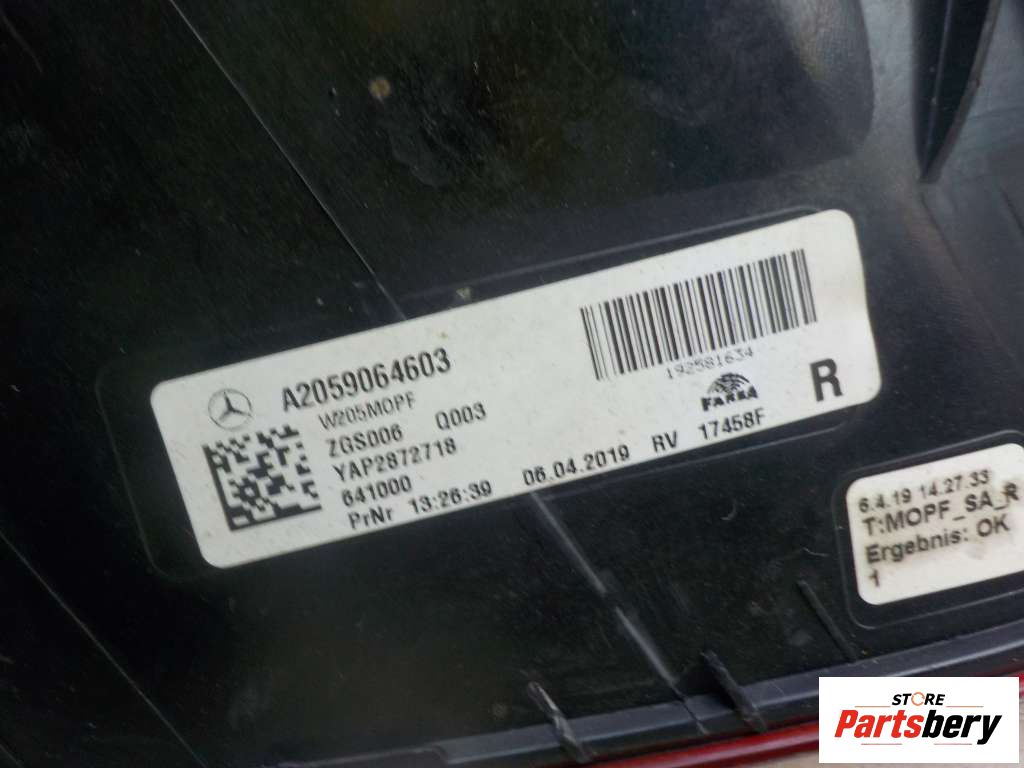 A2059064603
W205MOPF
ZGS006 Q003
YAP2872718
641000
PrNr 13:26:39 06.04.2019 RV 17458F
192581634
FARBA
R
6.4.19 14.27.33
T:MOPF_SA_R
Ergebnis: OK
1
STORE
Partsbery